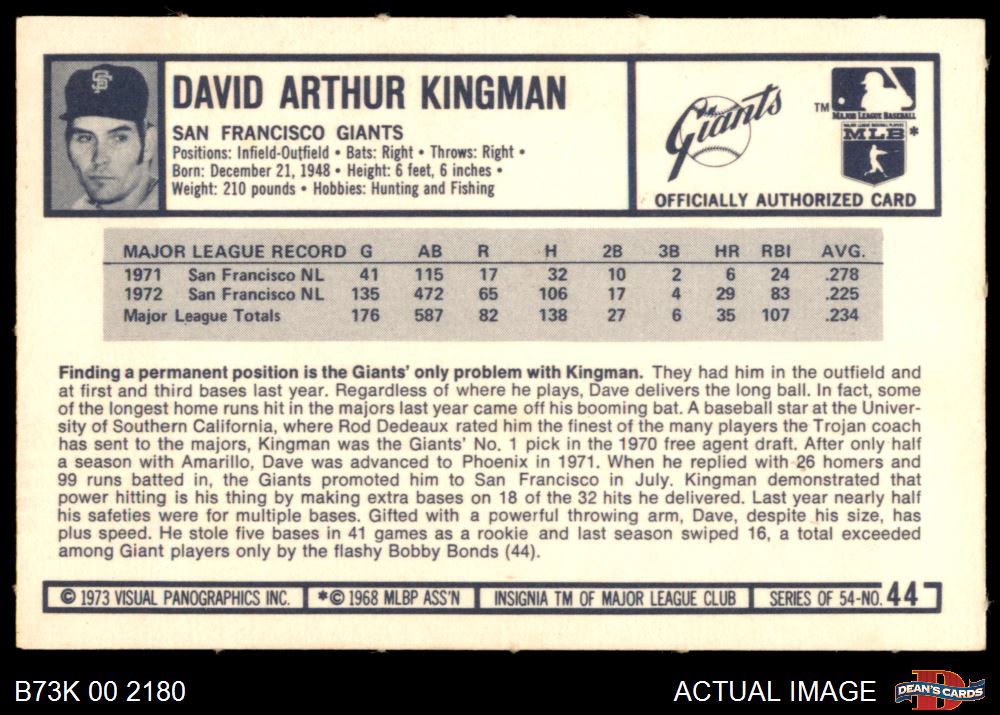 SF
DAVID ARTHUR KINGMAN
SAN FRANCISCO GIANTS
Positions: Infield-Outfield • Bats: Right • Throws: Right •
Born: December 21, 1948 • Height: 6 feet, 6 inches •
Weight: 210 pounds • Hobbies: Hunting and Fishing
Giants
TM
MAJOR LEAGUE BASEBALL
MAJOR LEAGUE BASEBALL PLAYERS
MLB*
OFFICIALLY AUTHORIZED CARD
MAJOR LEAGUE RECORD G AB R H 2B 3B HR RBI AVG.
1971 San Francisco NL 41 115 17 32 10 2 6 24 .278
1972 San Francisco NL 135 472 65 106 17 4 29 83 .225
Major League Totals 176 587 82 138 27 6 35 107 .234
Finding a permanent position is the Giants' only problem with Kingman. They had him in the outfield and
at first and third bases last year. Regardless of where he plays, Dave delivers the long ball. In fact, some
of the longest home runs hit in the majors last year came off his booming bat. A baseball star at the Univer-
sity of Southern California, where Rod Dedeaux rated him the finest of the many players the Trojan coach
has sent to the majors, Kingman was the Giants' No. 1 pick in the 1970 free agent draft. After only half
a season with Amarillo, Dave was advanced to Phoenix in 1971. When he replied with 26 homers and
99 runs batted in, the Giants promoted him to San Francisco in July. Kingman demonstrated that
power hitting is his thing by making extra bases on 18 of the 32 hits he delivered. Last year nearly half
his safeties were for multiple bases. Gifted with a powerful throwing arm, Dave, despite his size, has
plus speed. He stole five bases in 41 games as a rookie and last season swiped 16, a total exceeded
among Giant players only by the flashy Bobby Bonds (44).
© 1973 VISUAL PANOGRAPHICS INC. *© 1968 MLBP ASS'N INSIGNIA TM OF MAJOR LEAGUE CLUB SERIES OF 54-NO. 44
B73K 00 2180
ACTUAL IMAGE
D
DEAN'S CARDS